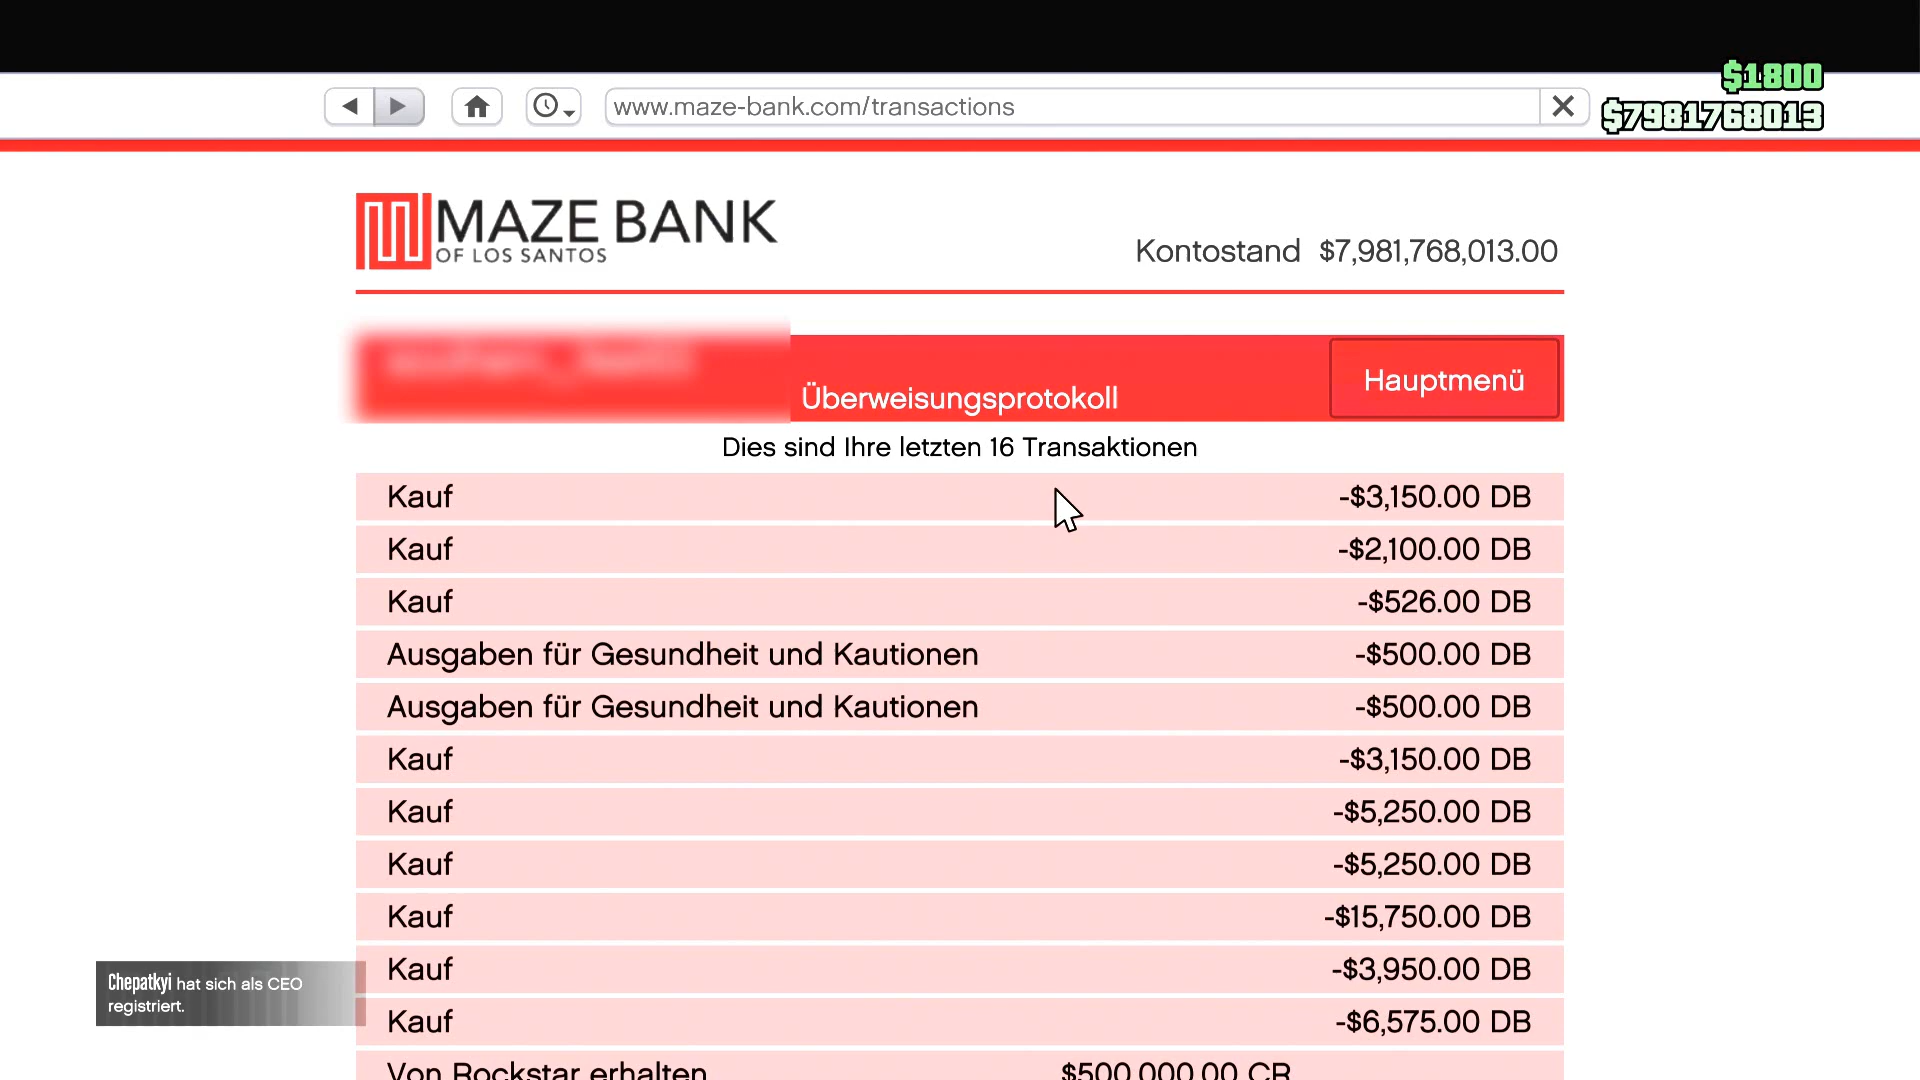 $1800
www.maze-bank.com/transactions
$7981768013
MAZE BANK
OF LOS SANTOS
Kontostand $7,981,768,013.00
Überweisungsprotokoll
Hauptmenü
Dies sind Ihre letzten 16 Transaktionen
Kauf -$3,150.00 DB
Kauf -$2,100.00 DB
Kauf -$526.00 DB
Ausgaben für Gesundheit und Kautionen -$500.00 DB
Ausgaben für Gesundheit und Kautionen -$500.00 DB
Kauf -$3,150.00 DB
Kauf -$5,250.00 DB
Kauf -$5,250.00 DB
Kauf -$15,750.00 DB
Kauf -$3,950.00 DB
Chepatkyi hat sich als CEO
registriert.
Kauf -$6,575.00 DB
Von Rockstar erhalten $500,000.00 CR